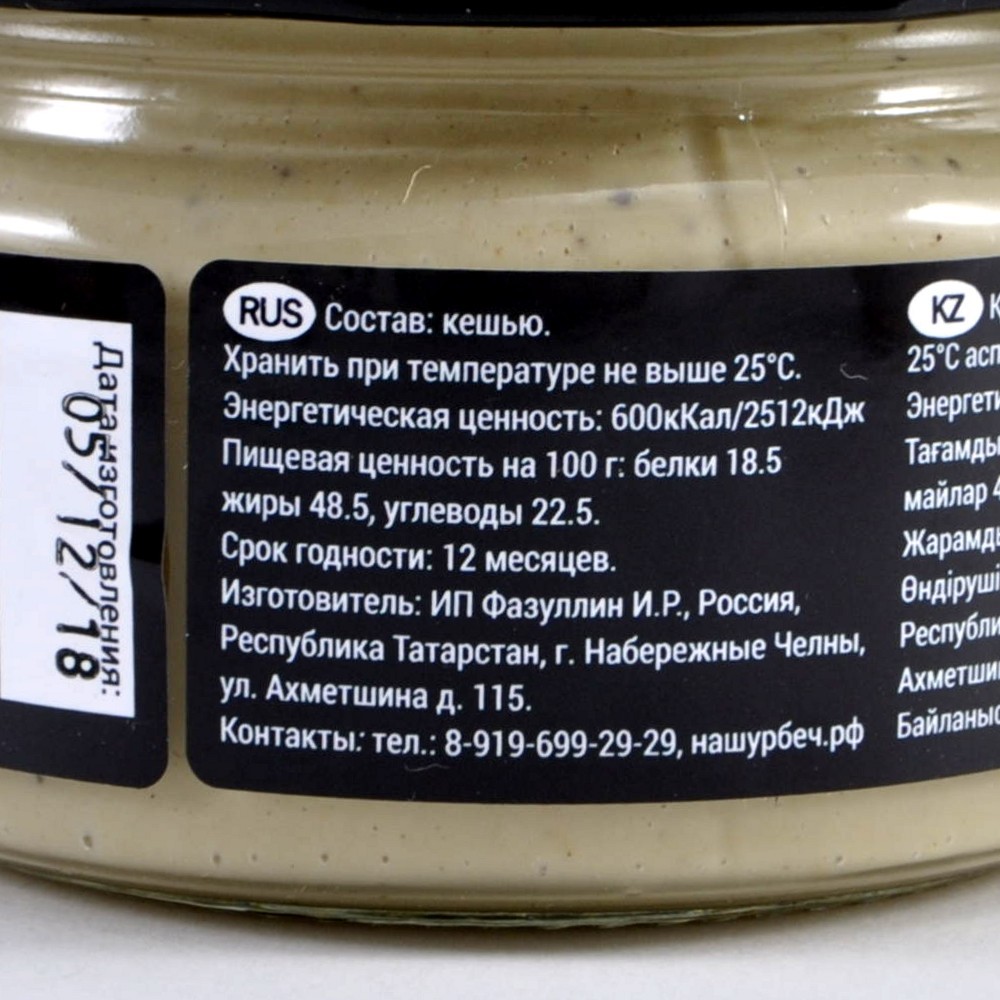 Дата изготовления:
05/12/18
RUS Состав: кешью.
Хранить при температуре не выше 25°C.
Энергетическая ценность: 600кКал/2512кДж
Пищевая ценность на 100 г: белки 18.5
жиры 48.5, углеводы 22.5.
Срок годности: 12 месяцев.
Изготовитель: ИП Фазуллин И.Р., Россия,
Республика Татарстан, г. Набережные Челны,
ул. Ахметшина д. 115.
Контакты: тел.: 8-919-699-29-29, нашурбеч.рф
KZ
25°C
майлар